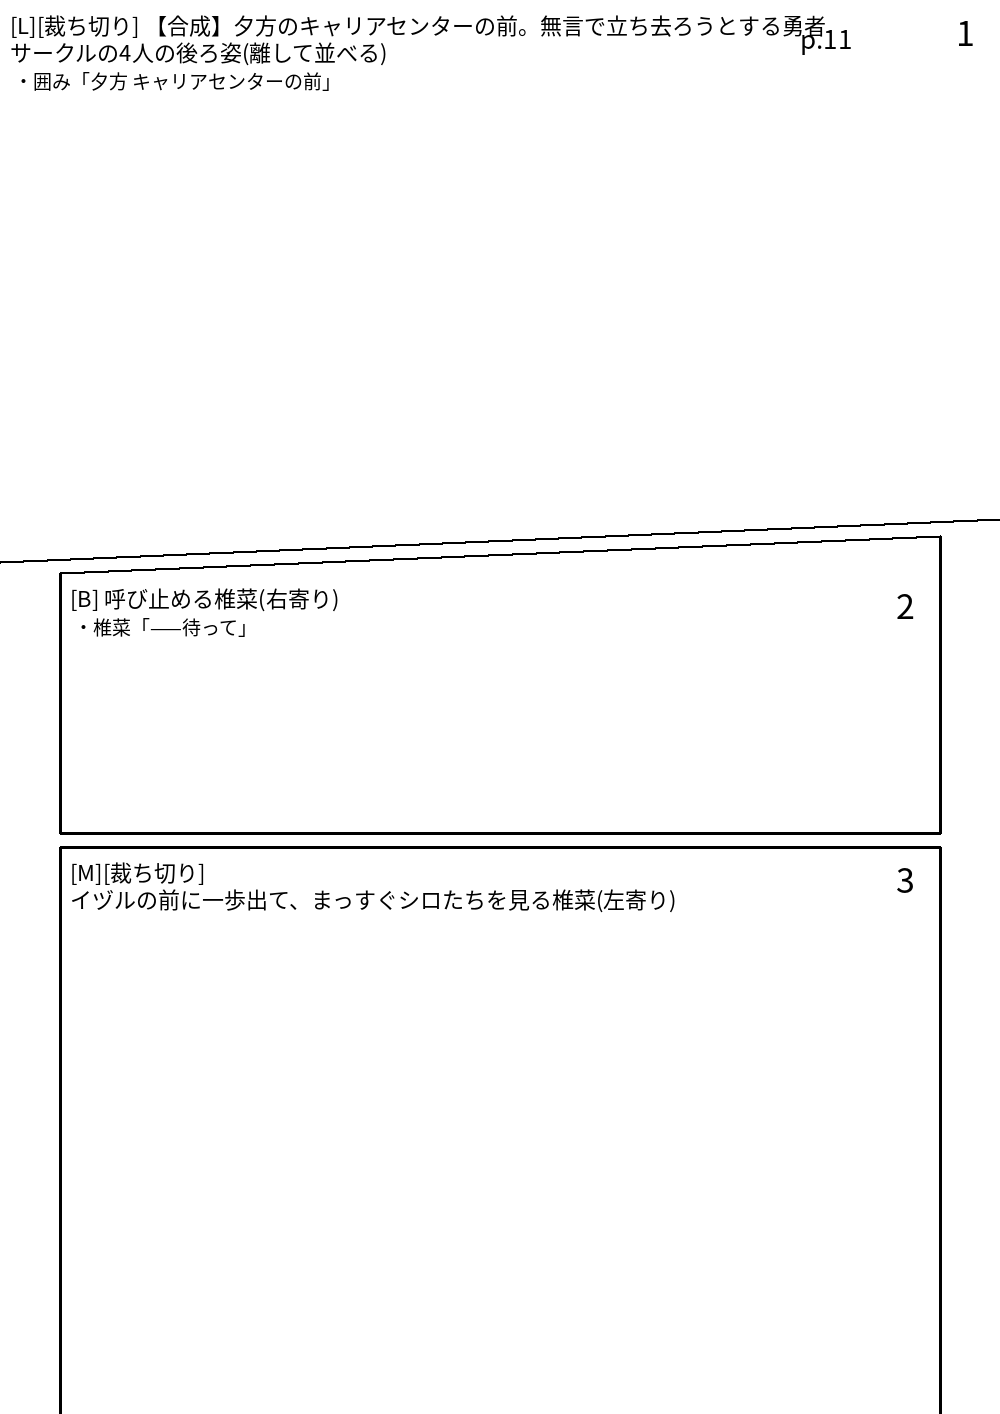 [L][裁ち切り] 【合成】夕方のキャリアセンターの前。無言で立ち去ろうとする勇者
サークルの4人の後ろ姿(離して並べる)
・囲み「夕方 キャリアセンターの前」
p.11
1
[B] 呼び止める椎菜(右寄り)
・椎菜「――待って」
2
[M][裁ち切り]
イヅルの前に一歩出て、まっすぐシロたちを見る椎菜(左寄り)
3